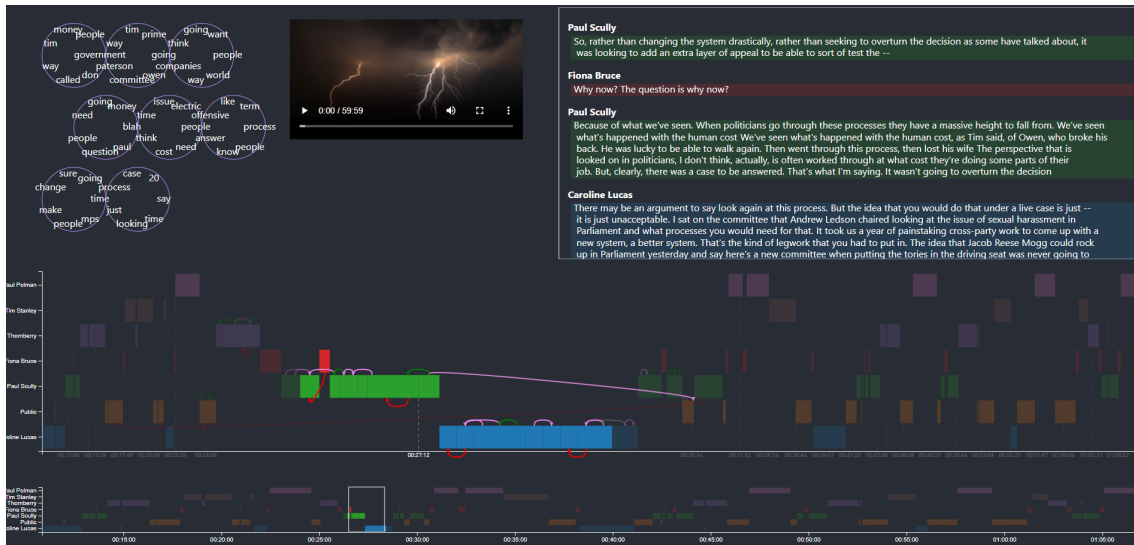 money
people
tim
way
government
paterson
way
called
don
committee
tim
prime
going
think
going
companies
owen
going
want
people
world
way
going
money
need
time
blah
people
think
question
paul
issue
electric
offensive
people
answer
cost
need
like
term
process
people
know
sure
going
change
process
time
make
people
mps
case
20
say
just
looking
time
0:00 / 59:59
Paul Scully
So, rather than changing the system drastically, rather than seeking to overturn the decision as some have talked about, it
was looking to add an extra layer of appeal to be able to sort of test the --
Fiona Bruce
Why now? The question is why now?
Paul Scully
Because of what we've seen. When politicians go through these processes they have a massive height to fall from. We've seen
what's happened with the human cost We've seen what's happened with the human cost, as Tim said, of Owen, who broke his
back. He was lucky to be able to walk again. Then went through this process, then lost his wife The perspective that is
looked on in politicians, I don't think, actually, is often worked through at what cost they're doing some parts of their
job. But, clearly, there was a case to be answered. That's what I'm saying. It wasn't going to overturn the decision
Caroline Lucas
There may be an argument to say look again at this process. But the idea that you would do that under a live case is just --
it is just unacceptable. I sat on the committee that Andrew Ledson chaired looking at the issue of sexual harassment in
Parliament and what processes you would need for that. It took us a year of painstaking cross-party work to come up with a
new system, a better system. That's the kind of legwork that you had to put in. The idea that Jacob Reese Mogg could rock
up in Parliament yesterday and say here's a new committee when putting the tories in the driving seat was never going to
Paul Polman
Tim Stanley
Thornberry
Fiona Bruce
Paul Scully
Public
oline Lucas
00:27:12
Paul Polman
Tim Stanley
Thornberry
Fiona Bruce
Paul Scully
Public
oline Lucas
00:15:00
00:20:00
00:25:00
00:30:00
00:35:00
00:40:00
00:45:00
00:50:00
00:55:00
01:00:00
01:05:00